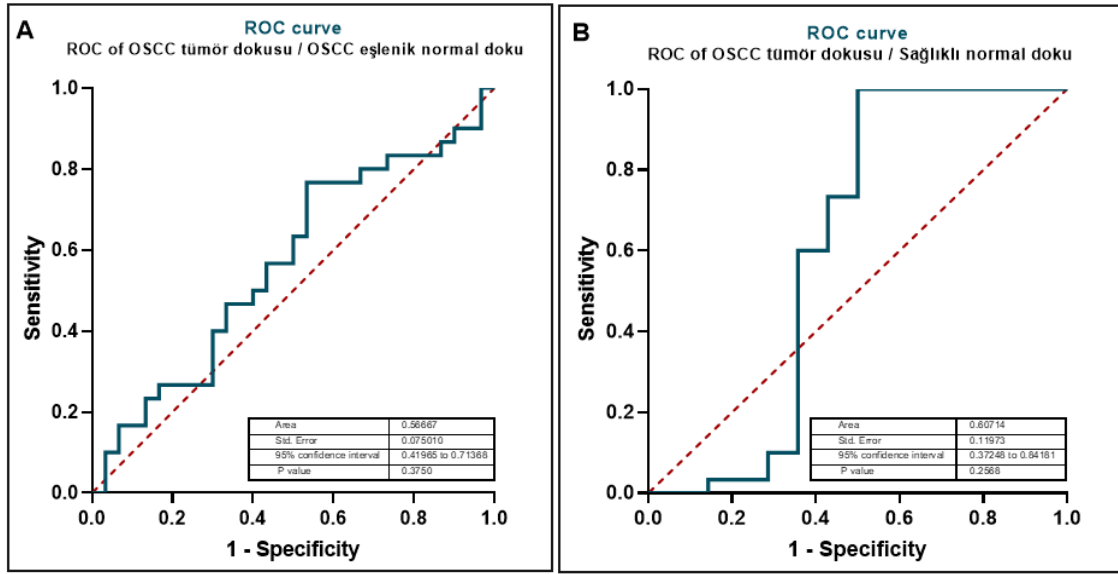 A
ROC curve
ROC of OSCC tümör dokusu / OSCC eşlenik normal doku
Sensitivity
1.0
0.8
0.6
0.4
0.2
0.0
Area 0.56667
Std. Error 0.075010
95% confidence interval 0.41965 to 0.71368
P value 0.3750
0.0 0.2 0.4 0.6 0.8 1.0
1 - Specificity
B
ROC curve
ROC of OSCC tümör dokusu / Sağlıklı normal doku
Sensitivity
1.0
0.8
0.6
0.4
0.2
0.0
Area 0.60714
Std. Error 0.11973
95% confidence interval 0.37248 to 0.84181
P value 0.2568
0.0 0.2 0.4 0.6 0.8 1.0
1 - Specificity